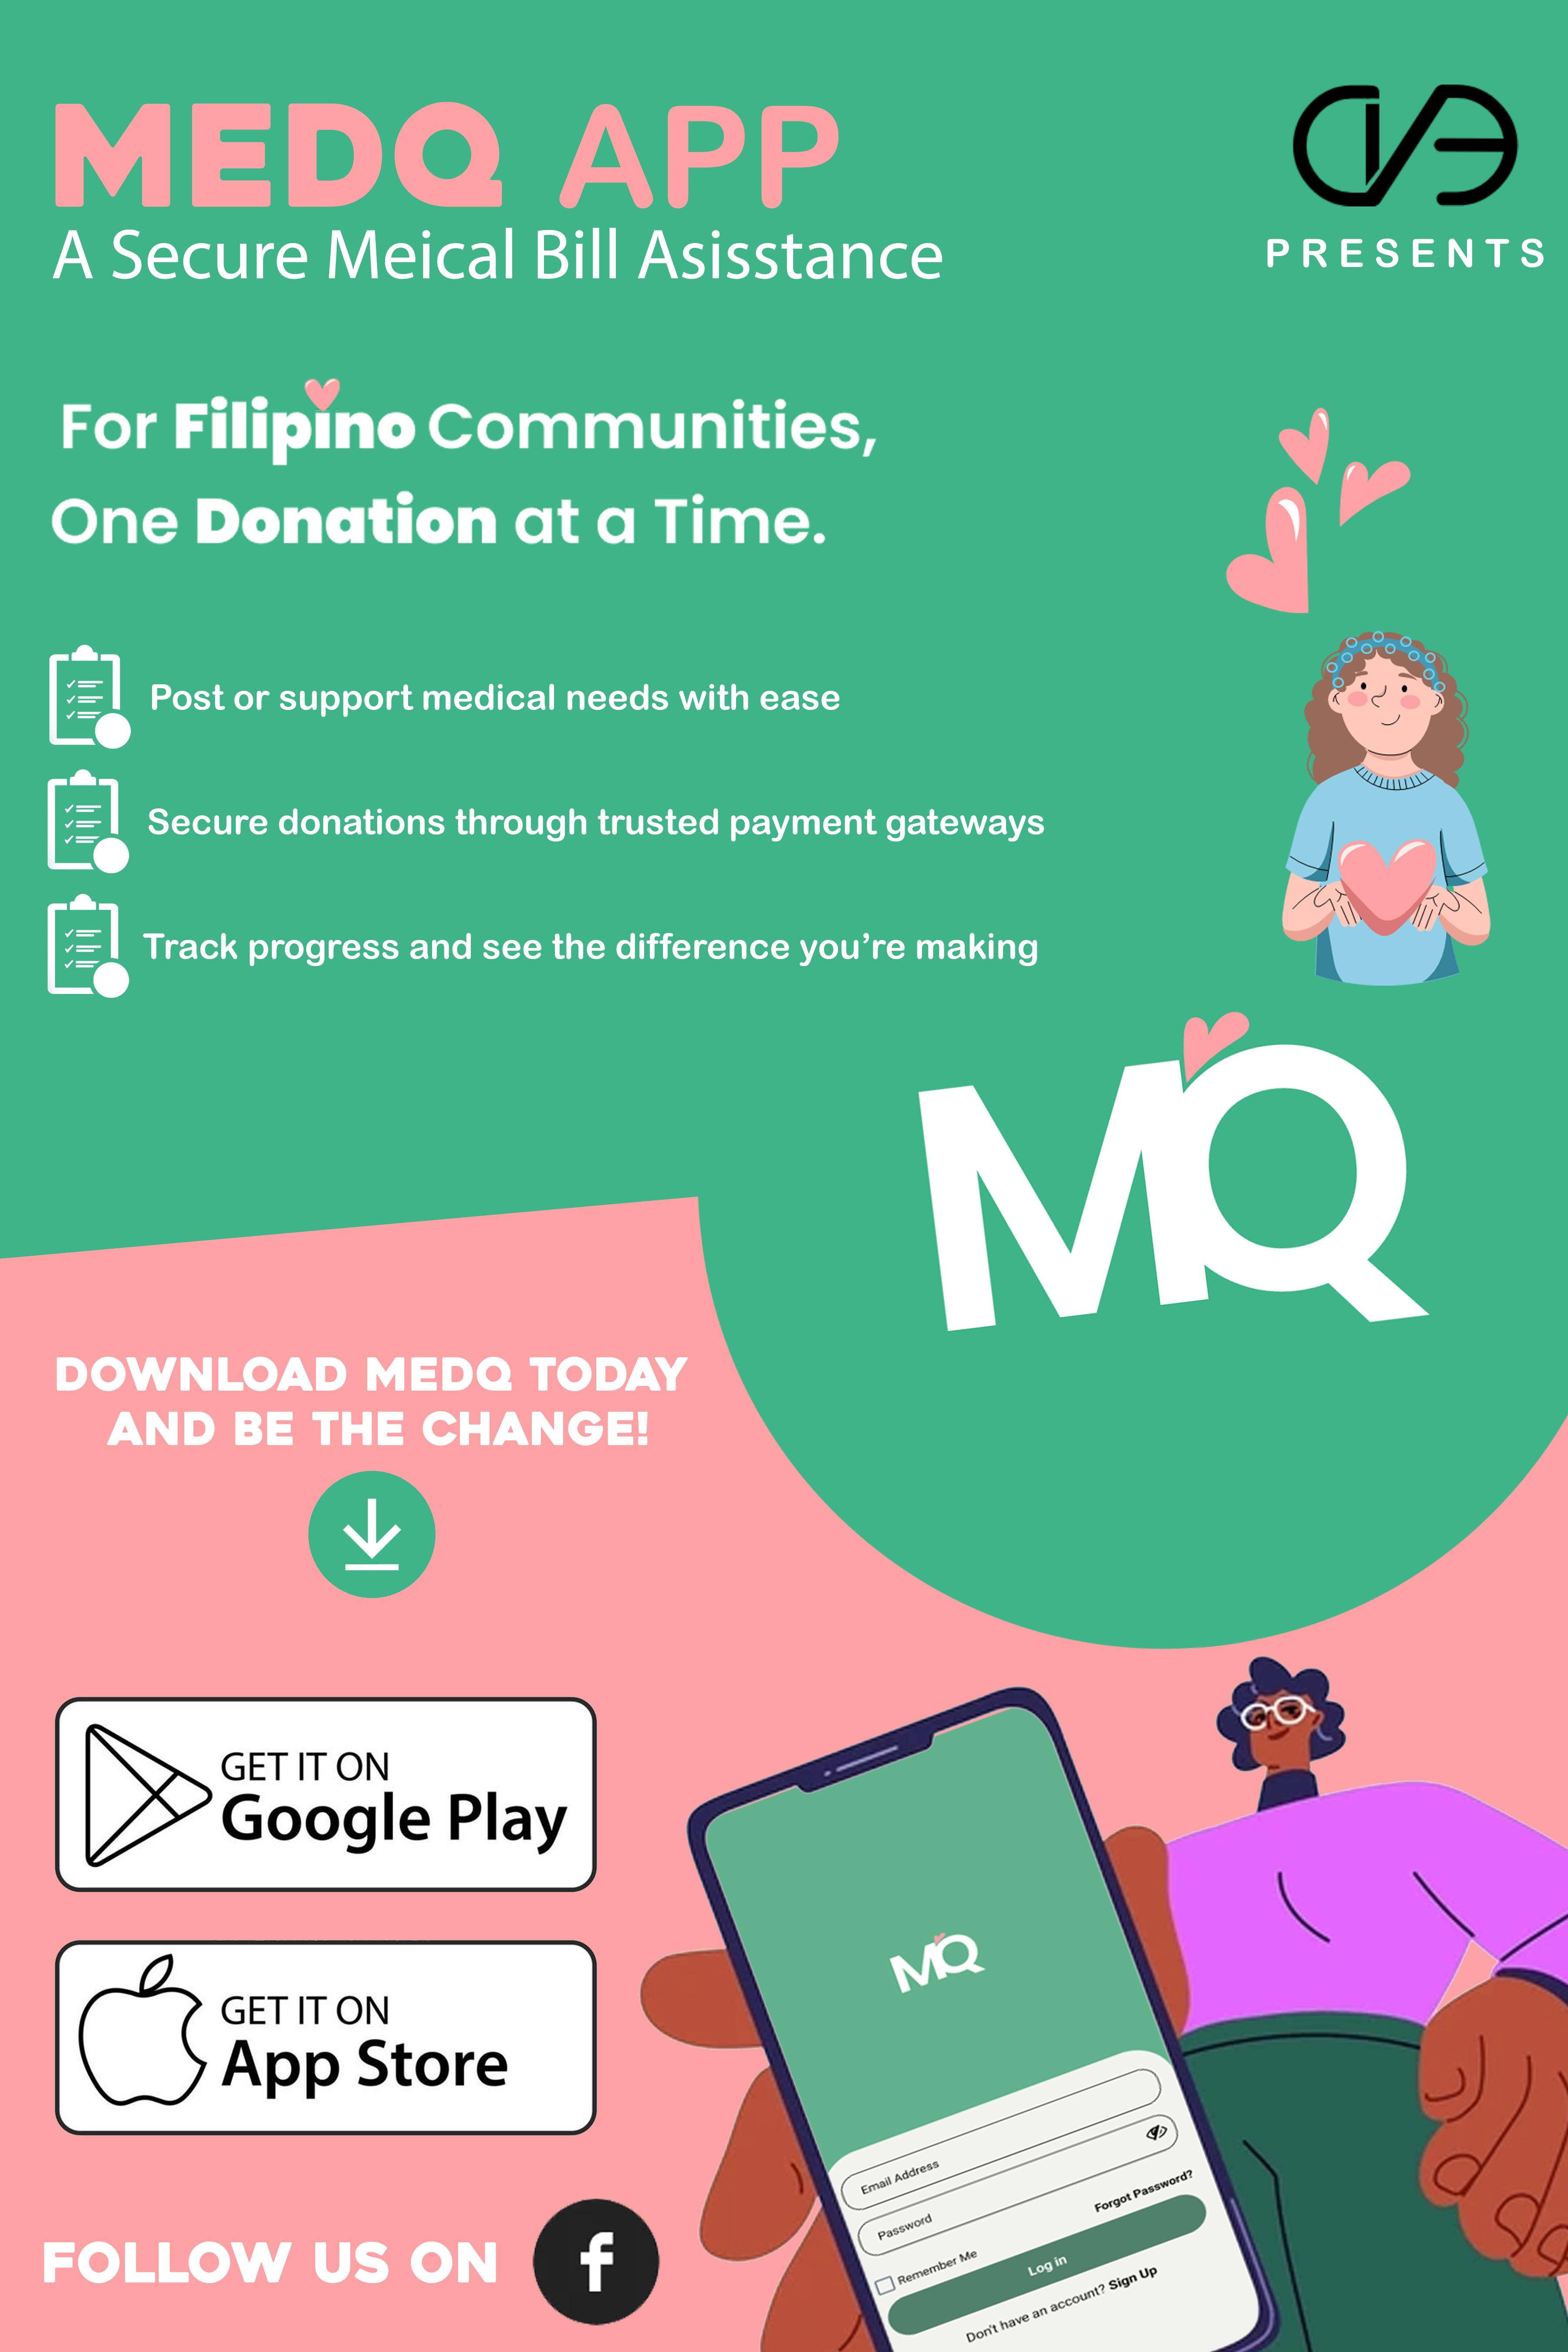 MEDQ APP
A Secure Meical Bill Asisstance
PRESENTS
For Filipino Communities,
One Donation at a Time.
Post or support medical needs with ease
Secure donations through trusted payment gateways
Track progress and see the difference you're making
MQ
DOWNLOAD MEDQ TODAY
AND BE THE CHANGE!
GET IT ON
Google Play
GET IT ON
App Store
FOLLOW US ON
f
MQ
Email Address
Password
Forgot Password?
Remember Me
Log in
Don't have an account? Sign Up